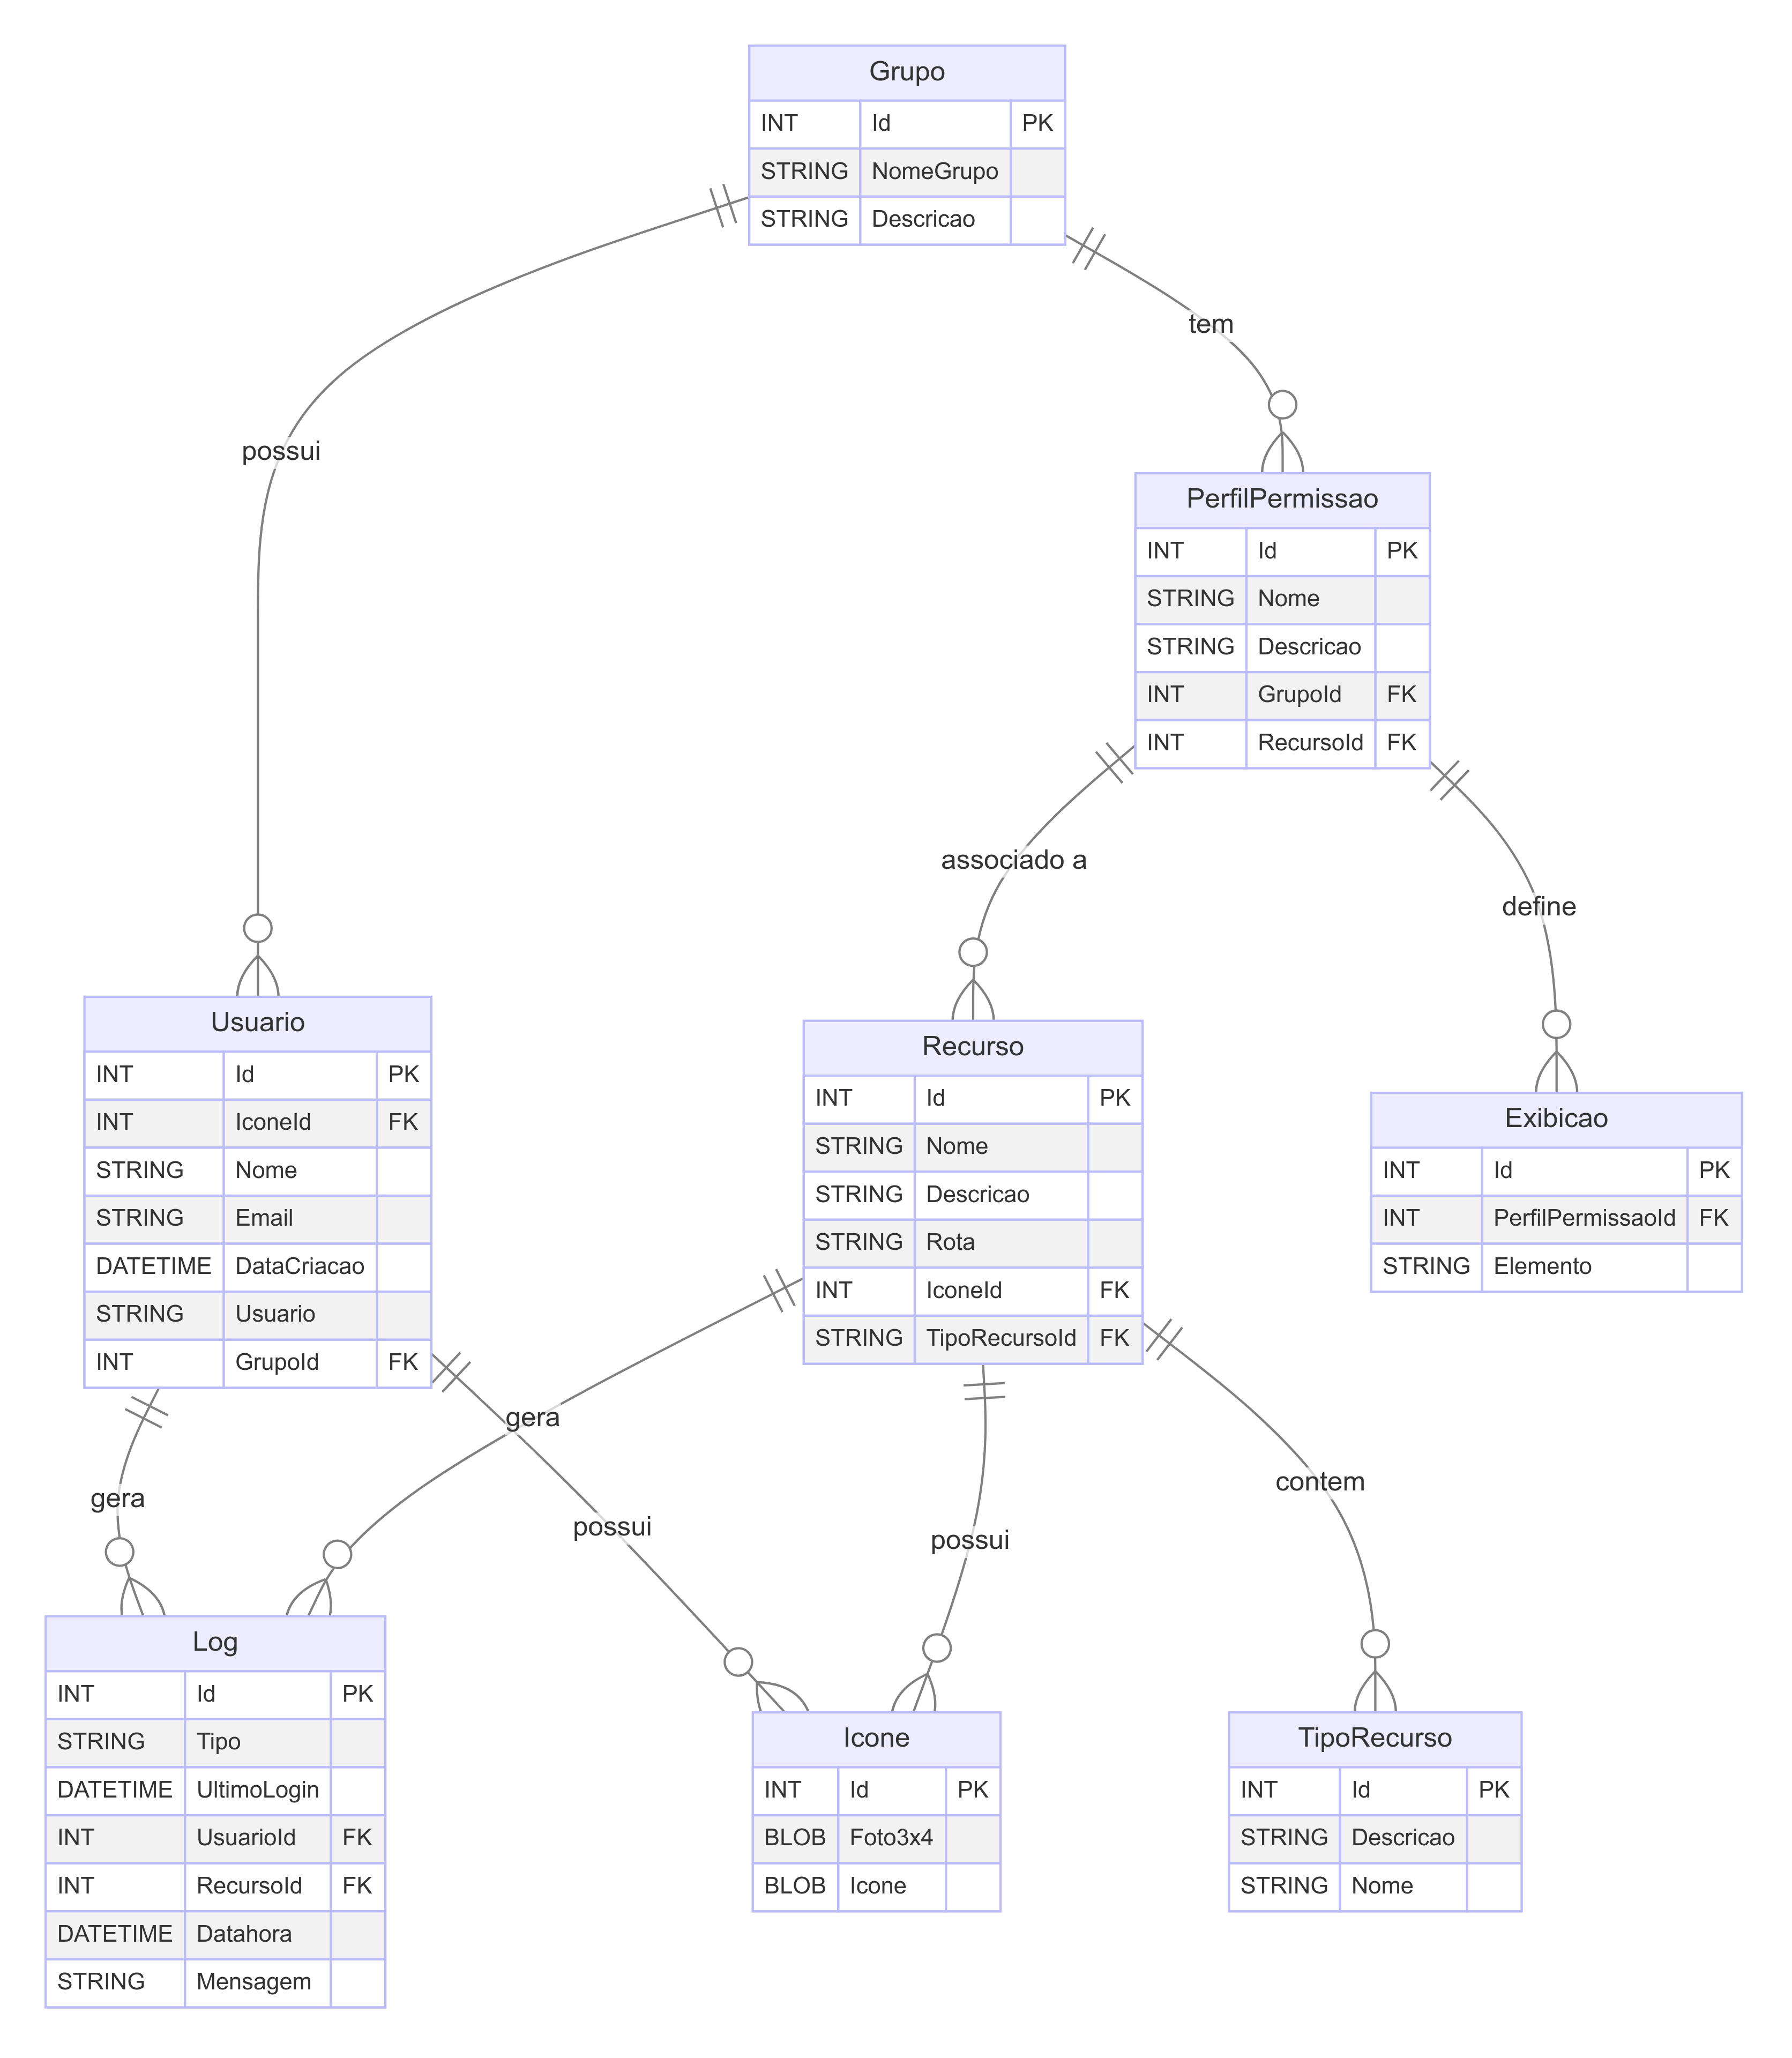 Grupo
INT Id PK
STRING NomeGrupo
STRING Descricao
tem
possui
PerfilPermissao
INT Id PK
STRING Nome
STRING Descricao
INT GrupoId FK
INT RecursoId FK
associado a
define
Usuario
INT Id PK
INT IconeId FK
STRING Nome
STRING Email
DATETIME DataCriacao
STRING Usuario
INT GrupoId FK
Recurso
INT Id PK
STRING Nome
STRING Descricao
STRING Rota
INT IconeId FK
STRING TipoRecursoId FK
Exibicao
INT Id PK
INT PerfilPermissaoId FK
STRING Elemento
gera
gera
possui
possui
contem
Log
INT Id PK
STRING Tipo
DATETIME UltimoLogin
INT UsuarioId FK
INT RecursoId FK
DATETIME Datahora
STRING Mensagem
Icone
INT Id PK
BLOB Foto3x4
BLOB Icone
TipoRecurso
INT Id PK
STRING Descricao
STRING Nome